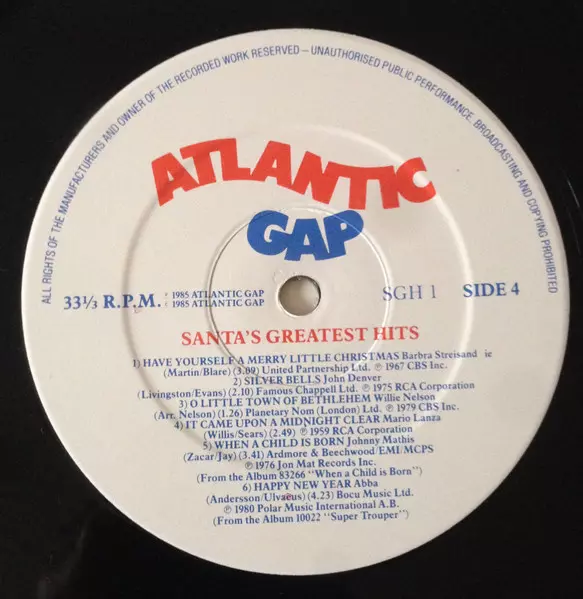 ALL RIGHTS OF THE MANUFACTURERS AND OWNER OF THE RECORDED WORK RESERVED – UNAUTHORISED PUBLIC PERFORMANCE, BROADCASTING AND COPYING PROHIBITED
ATLANTIC
GAP
33⅓ R.P.M. ℗ 1985 ATLANTIC GAP
© 1985 ATLANTIC GAP
SGH 1 SIDE 4
SANTA'S GREATEST HITS
1) HAVE YOURSELF A MERRY LITTLE CHRISTMAS Barbra Streisand ie
(Martin/Blare) (3.09) United Partnership Ltd. ℗ 1967 CBS Inc.
2) SILVER BELLS John Denver
(Livingston/Evans) (2.10) Famous Chappell Ltd. ℗ 1975 RCA Corporation
3) O LITTLE TOWN OF BETHLEHEM Willie Nelson
(Arr. Nelson) (1.26) Planetary Nom (London) Ltd. ℗ 1979 CBS Inc.
4) IT CAME UPON A MIDNIGHT CLEAR Mario Lanza
(Willis/Sears) (2.49) ℗ 1959 RCA Corporation
5) WHEN A CHILD IS BORN Johnny Mathis
(Zacar/Jay) (3.41) Ardmore & Beechwood/EMI/MCPS
℗ 1976 Jon Mat Records Inc.
(From the Album 83266 "When a Child is Born")
6) HAPPY NEW YEAR Abba
(Andersson/Ulvaeus) (4.23) Bocu Music Ltd.
℗ 1980 Polar Music International A.B.
(From the Album 10022 "Super Trouper")